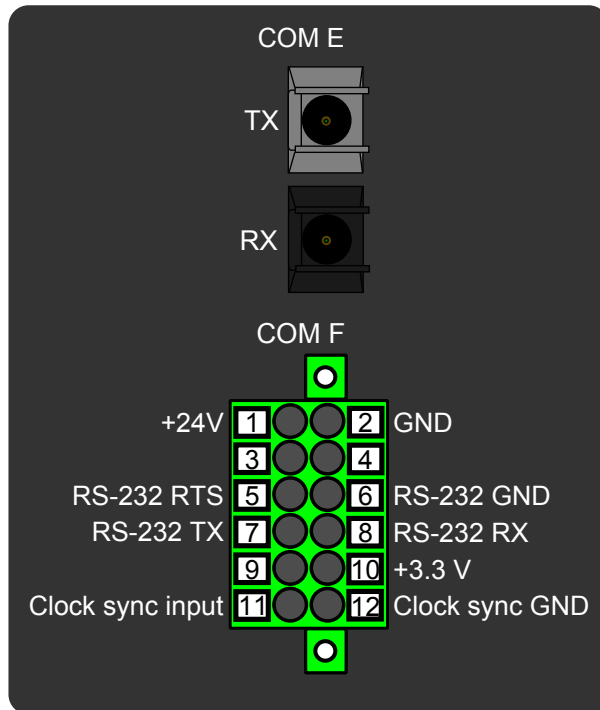 COM E
TX
RX
COM F
+24V 1 2 GND
3 4
RS-232 RTS 5 6 RS-232 GND
RS-232 TX 7 8 RS-232 RX
9 10 +3.3 V
Clock sync input 11 12 Clock sync GND